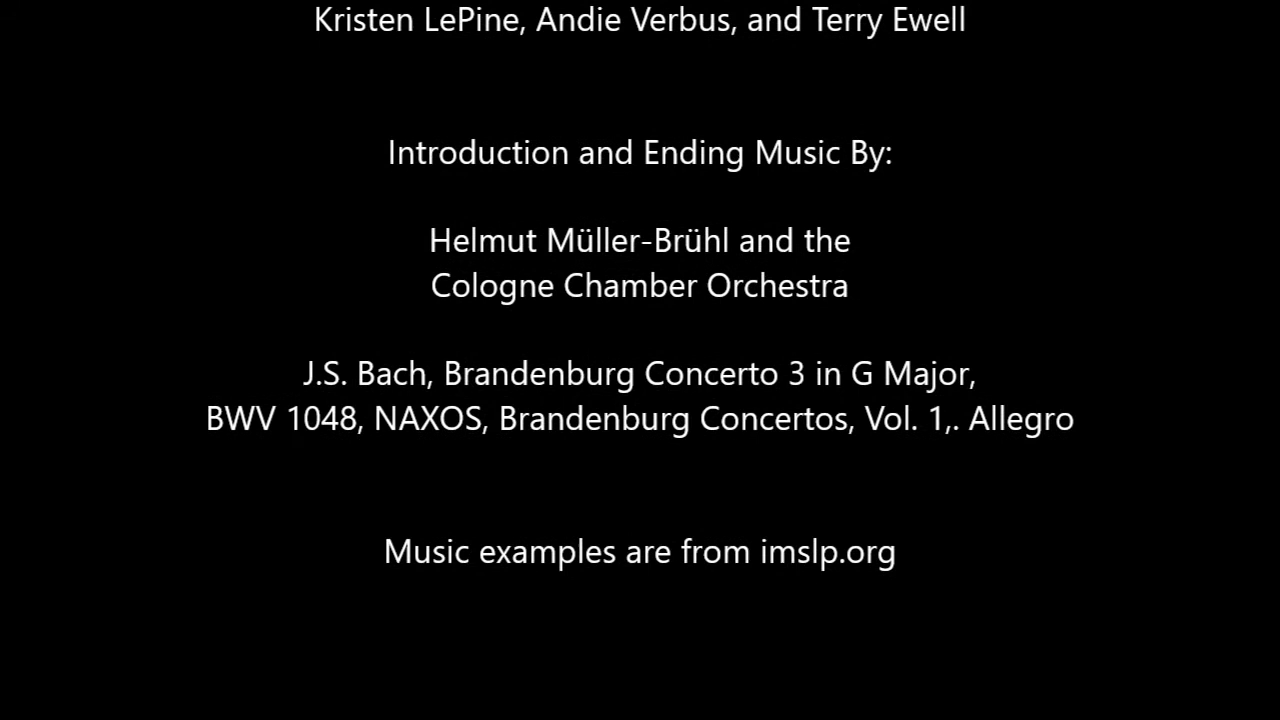 Kristen LePine, Andie Verbus, and Terry Ewell
Introduction and Ending Music By:
Helmut Müller-Brühl and the
Cologne Chamber Orchestra
J.S. Bach, Brandenburg Concerto 3 in G Major,
BWV 1048, NAXOS, Brandenburg Concertos, Vol. 1,. Allegro
Music examples are from imslp.org